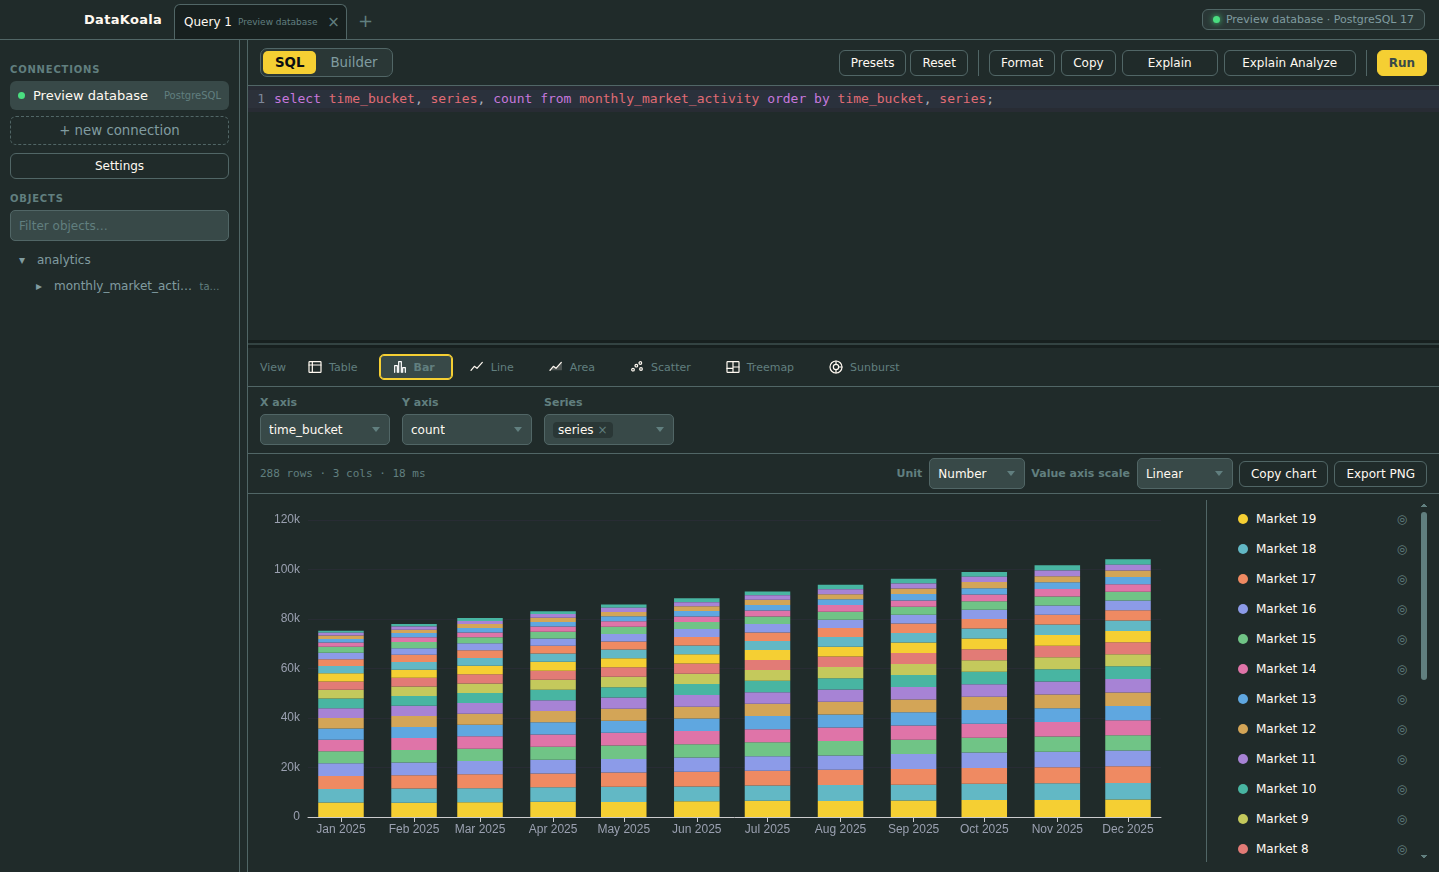 DataKoala
Query 1 Preview database × +
Preview database · PostgreSQL 17
CONNECTIONS
Preview database PostgreSQL
+ new connection
Settings
OBJECTS
Filter objects…
▾ analytics
▸ monthly_market_acti… ta…
SQL Builder
Presets Reset Format Copy Explain Explain Analyze Run
1 select time_bucket, series, count from monthly_market_activity order by time_bucket, series;
View Table Bar Line Area Scatter Treemap Sunburst
X axis Y axis Series
time_bucket count series ×
288 rows · 3 cols · 18 ms
Unit Number Value axis scale Linear Copy chart Export PNG
120k
100k
80k
60k
40k
20k
0
Jan 2025 Feb 2025 Mar 2025 Apr 2025 May 2025 Jun 2025 Jul 2025 Aug 2025 Sep 2025 Oct 2025 Nov 2025 Dec 2025
Market 19
Market 18
Market 17
Market 16
Market 15
Market 14
Market 13
Market 12
Market 11
Market 10
Market 9
Market 8